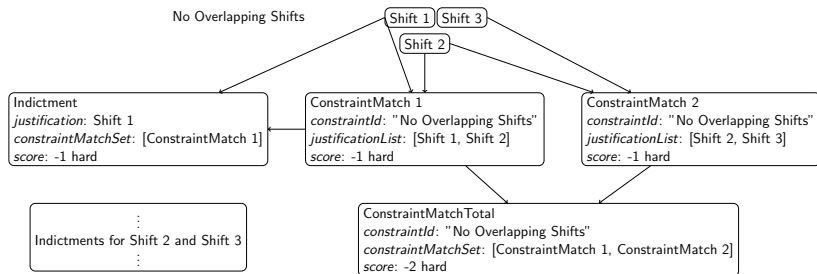 No Overlapping Shifts
Shift 1
Shift 3
Shift 2
Indictment
justification: Shift 1
constraintMatchSet: [ConstraintMatch 1]
score: -1 hard
ConstraintMatch 1
constraintId: "No Overlapping Shifts"
justificationList: [Shift 1, Shift 2]
score: -1 hard
ConstraintMatch 2
constraintId: "No Overlapping Shifts"
justificationList: [Shift 2, Shift 3]
score: -1 hard
⋮
Indictments for Shift 2 and Shift 3
⋮
ConstraintMatchTotal
constraintId: "No Overlapping Shifts"
constraintMatchSet: [ConstraintMatch 1, ConstraintMatch 2]
score: -2 hard